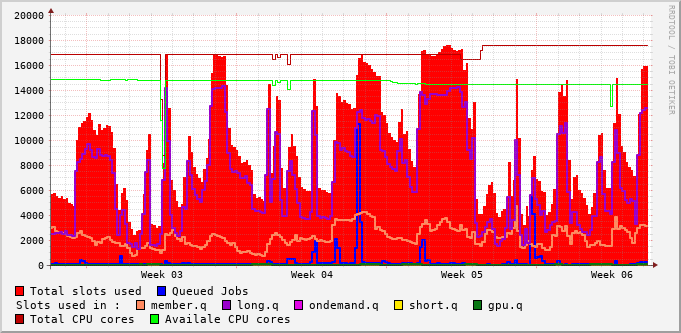 RRDTOOL / TOBI OETIKER
20000
18000
16000
14000
12000
10000
8000
6000
4000
2000
0
Week 03 Week 04 Week 05 Week 06
Total slots used Queued Jobs
Slots used in : member.q long.q ondemand.q short.q gpu.q
Total CPU cores Availale CPU cores